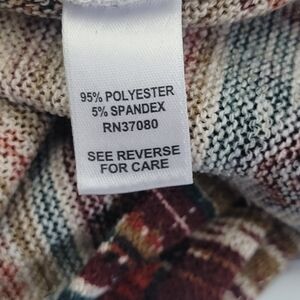 95% POLYESTER
5% SPANDEX
RN37080
SEE REVERSE
FOR CARE